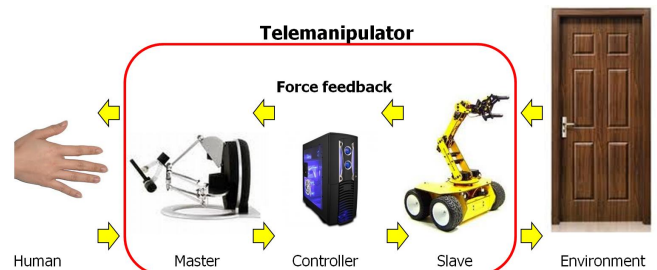 Telemanipulator
Force feedback
Human
Master
Controller
Slave
Environment